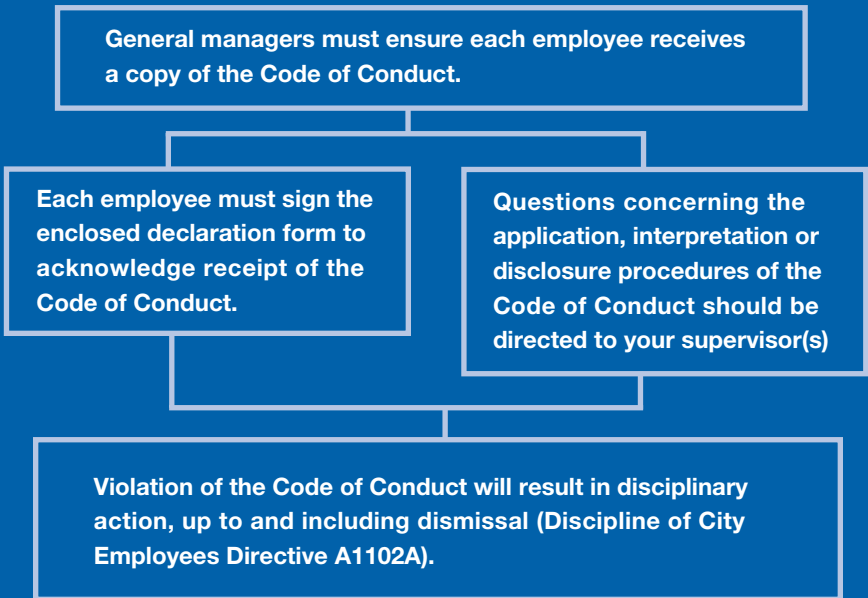 General managers must ensure each employee receives
a copy of the Code of Conduct.
Each employee must sign the
enclosed declaration form to
acknowledge receipt of the
Code of Conduct.
Questions concerning the
application, interpretation or
disclosure procedures of the
Code of Conduct should be
directed to your supervisor(s)
Violation of the Code of Conduct will result in disciplinary
action, up to and including dismissal (Discipline of City
Employees Directive A1102A).